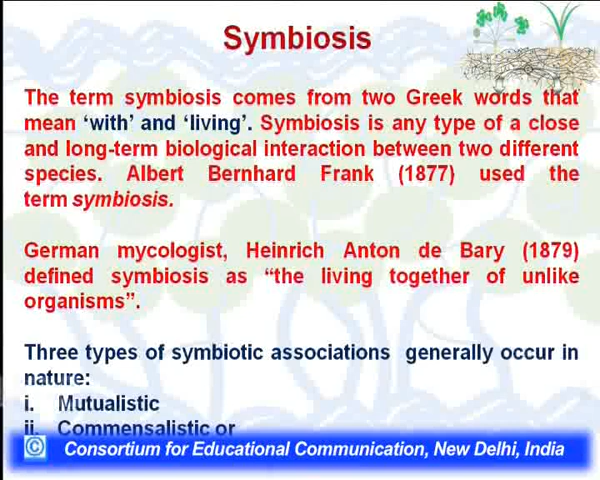 Symbiosis
The term symbiosis comes from two Greek words that
mean ‘with’ and ‘living’. Symbiosis is any type of a close
and long-term biological interaction between two different
species. Albert Bernhard Frank (1877) used the
term symbiosis.
German mycologist, Heinrich Anton de Bary (1879)
defined symbiosis as “the living together of unlike
organisms”.
Three types of symbiotic associations generally occur in
nature:
i. Mutualistic
ii. Commensalistic or
© Consortium for Educational Communication, New Delhi, India